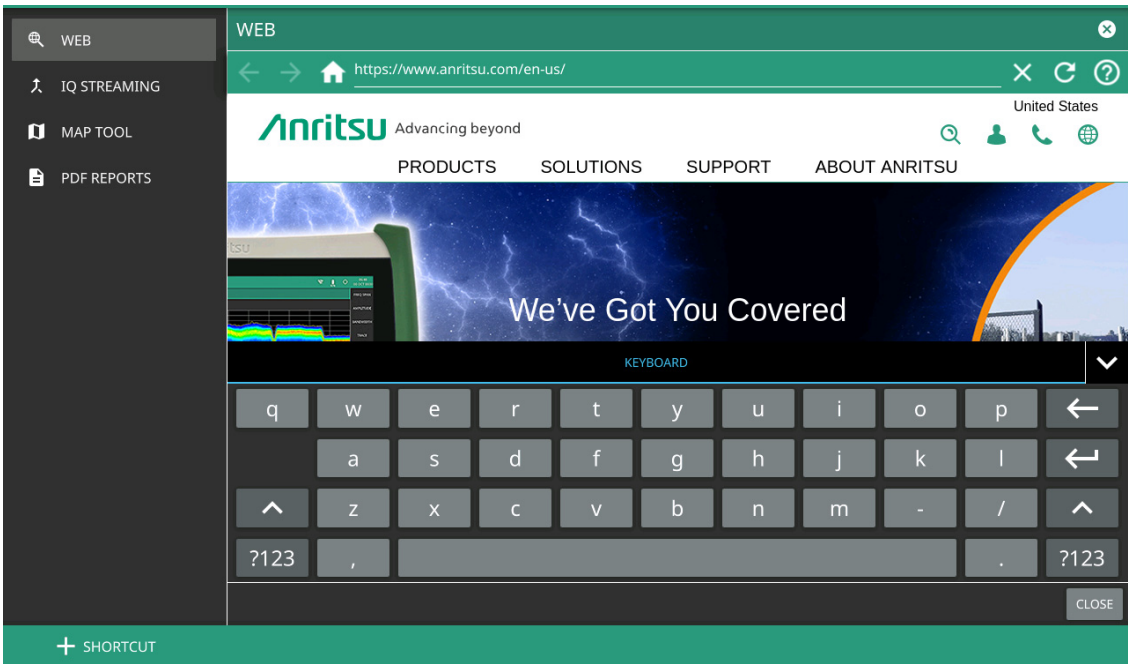 WEB
IQ STREAMING
MAP TOOL
PDF REPORTS
WEB
https://www.anritsu.com/en-us/
United States
Anritsu Advancing beyond
PRODUCTS SOLUTIONS SUPPORT ABOUT ANRITSU
itsu
We've Got You Covered
KEYBOARD
q w e r t y u i o p
a s d f g h j k l
z x c v b n m - /
?123 , . ?123
CLOSE
SHORTCUT